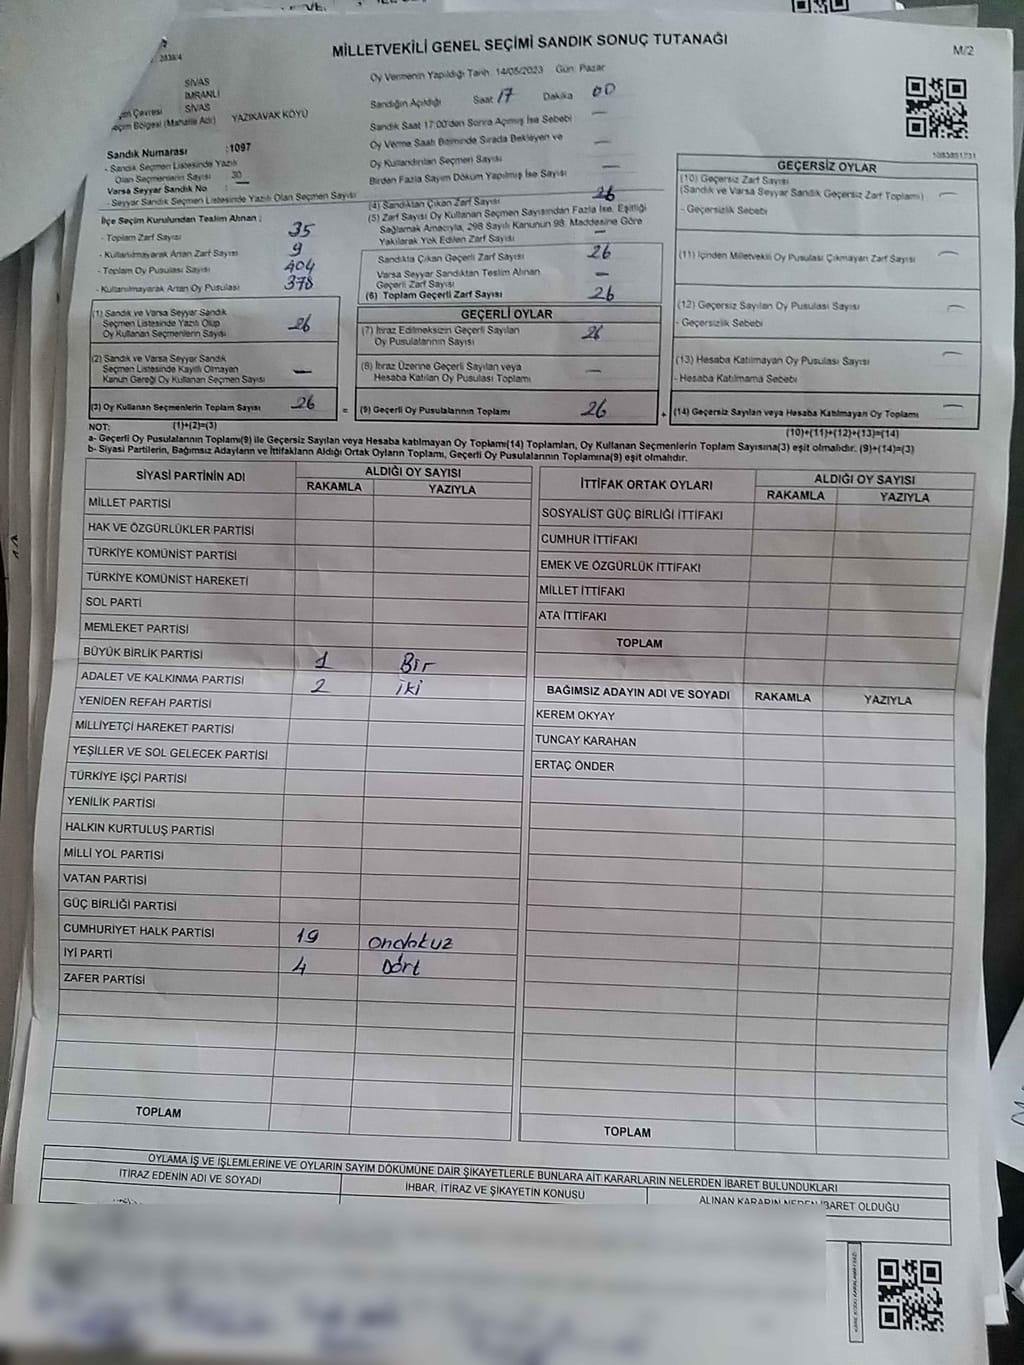 MİLLETVEKİLİ GENEL SEÇİMİ SANDIK SONUÇ TUTANAĞI
M/2
Oy Vermenin Yapıldığı Tarih: 14/05/2023 Gün: Pazar
SİVAS
İMRANLI
SİVAS
YAZIKAVAK KÖYÜ
Sandığın Açıldığı Saat 17 Dakika 00
Sandık Saat 17:00'den Sonra Açılmış İse Sebebi —
Oy Verme Saati Bitiminde Sırada Bekleyen ve
Oy Kullandırılan Seçmen Sayısı —
Birden Fazla Sayım Döküm Yapılmış İse Sayısı —
Sandık Numarası :1097
- Sandık Seçmen Listesinde Yazılı
Olan Seçmenlerin Sayısı 30
Varsa Seyyar Sandık No :
- Seyyar Sandık Seçmen Listesinde Yazılı Olan Seçmen Sayısı
İlçe Seçim Kurulundan Teslim Alınan ;
- Toplam Zarf Sayısı 35
- Kullanılmayarak Artan Zarf Sayısı 9
- Toplam Oy Pusulası Sayısı 404
- Kullanılmayarak Artan Oy Pusulası 378
(4) Sandıktan Çıkan Zarf Sayısı 26
(5) Zarf Sayısı Oy Kullanan Seçmen Sayısından Fazla İse, Eşitliği
Sağlamak Amacıyla, 298 Sayılı Kanunun 98. Maddesine Göre
Yakılarak Yok Edilen Zarf Sayısı —
Sandıkta Çıkan Geçerli Zarf Sayısı 26
Varsa Seyyar Sandıktan Teslim Alınan
Geçerli Zarf Sayısı —
(6) Toplam Geçerli Zarf Sayısı 26
GEÇERSİZ OYLAR
(10) Geçersiz Zarf Sayısı
(Sandık ve Varsa Seyyar Sandık Geçersiz Zarf Toplamı) —
- Geçersizlik Sebebi
(11) İçinden Milletvekili Oy Pusulası Çıkmayan Zarf Sayısı —
(12) Geçersiz Sayılan Oy Pusulası Sayısı —
- Geçersizlik Sebebi
(13) Hesaba Katılmayan Oy Pusulası Sayısı —
- Hesaba Katılmama Sebebi
(1) Sandık ve Varsa Seyyar Sandık
Seçmen Listesinde Yazılı Olup
Oy Kullanan Seçmenlerin Sayısı 26
(2) Sandık ve Varsa Seyyar Sandık
Seçmen Listesinde Kayıtlı Olmayan
Kanun Gereği Oy Kullanan Seçmen Sayısı —
GEÇERLİ OYLAR
(7) İtiraz Edilmeksizin Geçerli Sayılan
Oy Pusulalarının Sayısı 26
(8) İtiraz Üzerine Geçerli Sayılan veya
Hesaba Katılan Oy Pusulası Toplamı —
(3) Oy Kullanan Seçmenlerin Toplam Sayısı 26 = (9) Geçerli Oy Pusulalarının Toplamı 26 + (14) Geçersiz Sayılan veya Hesaba Katılmayan Oy Toplamı —
NOT: (1)+(2)=(3) (10)+(11)+(12)+(13)=(14)
a- Geçerli Oy Pusulalarının Toplamı(9) ile Geçersiz Sayılan veya Hesaba katılmayan Oy Toplamı(14) Toplamları, Oy Kullanan Seçmenlerin Toplam Sayısına(3) eşit olmalıdır. (9)+(14)=(3)
b- Siyasi Partilerin, Bağımsız Adayların ve İttifakların Aldığı Ortak Oyların Toplamı, Geçerli Oy Pusulalarının Toplamına(9) eşit olmalıdır.
SİYASİ PARTİNİN ADI ALDIĞI OY SAYISI
RAKAMLA YAZIYLA
MİLLET PARTİSİ
HAK VE ÖZGÜRLÜKLER PARTİSİ
TÜRKİYE KOMÜNİST PARTİSİ
TÜRKİYE KOMÜNİST HAREKETİ
SOL PARTİ
MEMLEKET PARTİSİ
BÜYÜK BİRLİK PARTİSİ 1 Bir
ADALET VE KALKINMA PARTİSİ 2 iki
YENİDEN REFAH PARTİSİ
MİLLİYETÇİ HAREKET PARTİSİ
YEŞİLLER VE SOL GELECEK PARTİSİ
TÜRKİYE İŞÇİ PARTİSİ
YENİLİK PARTİSİ
HALKIN KURTULUŞ PARTİSİ
MİLLİ YOL PARTİSİ
VATAN PARTİSİ
GÜÇ BİRLİĞİ PARTİSİ
CUMHURİYET HALK PARTİSİ 19 ondokuz
İYİ PARTİ 4 Dört
ZAFER PARTİSİ
TOPLAM
İTTİFAK ORTAK OYLARI ALDIĞI OY SAYISI
RAKAMLA YAZIYLA
SOSYALİST GÜÇ BİRLİĞİ İTTİFAKI
CUMHUR İTTİFAKI
EMEK VE ÖZGÜRLÜK İTTİFAKI
MİLLET İTTİFAKI
ATA İTTİFAKI
TOPLAM
BAĞIMSIZ ADAYIN ADI VE SOYADI RAKAMLA YAZIYLA
KEREM OKYAY
TUNCAY KARAHAN
ERTAÇ ÖNDER
TOPLAM
OYLAMA İŞ VE İŞLEMLERİNE VE OYLARIN SAYIM DÖKÜMÜNE DAİR ŞİKAYETLERLE BUNLARA AİT KARARLARIN NELERDEN İBARET BULUNDUKLARI
İTİRAZ EDENİN ADI VE SOYADI İHBAR, İTİRAZ VE ŞİKAYETİN KONUSU ALINAN KARARIN NEDEN İBARET OLDUĞU